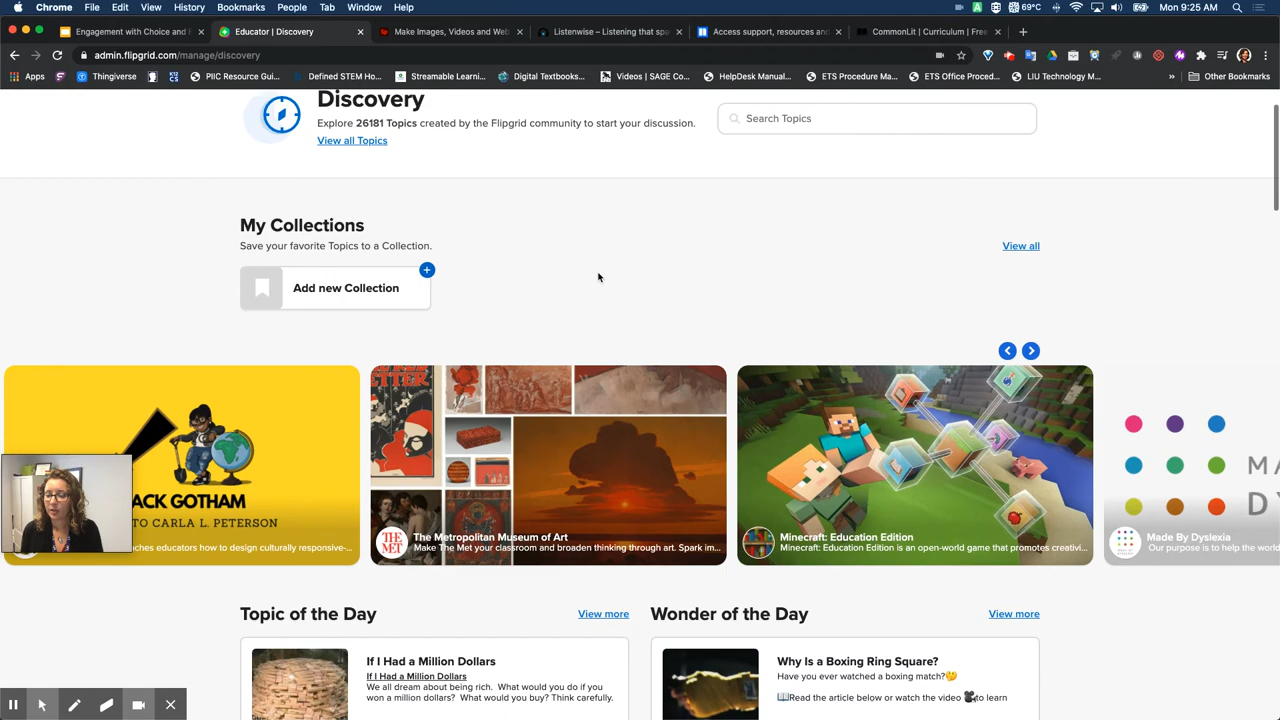 Chrome File Edit View History Bookmarks People Tab Window Help 69°C Mon 9:25 AM
Engagement with Choice and F Educator | Discovery Make Images, Videos and Web Listenwise – Listening that spa Access support, resources and CommonLit | Curriculum | Free
admin.flipgrid.com/manage/discovery
Apps Thingiverse PIIC Resource Gui... Defined STEM Ho... Streamable Learni... Digital Textbooks... Videos | SAGE Co... HelpDesk Manual... ETS Procedure Ma... ETS Office Proced... LIU Technology M... » Other Bookmarks
Discovery
Explore 26181 Topics created by the Flipgrid community to start your discussion.
View all Topics
Search Topics
My Collections
Save your favorite Topics to a Collection.
View all
Add new Collection
ACK GOTHAM
TO CARLA L. PETERSON
ches educators how to design culturally responsive-...
THE MET
The Metropolitan Museum of Art
Make The Met your classroom and broaden thinking through art. Spark im...
Minecraft: Education Edition
Minecraft: Education Edition is an open-world game that promotes creativi...
MA
DY
Made By Dyslexia
Our purpose is to help the world
Topic of the Day
View more
If I Had a Million Dollars
If I Had a Million Dollars
We all dream about being rich. What would you do if you
won a million dollars? What would you buy? Think carefully.
Wonder of the Day
View more
Why Is a Boxing Ring Square?
Have you ever watched a boxing match?🤔
📖Read the article below or watch the video 🎥to learn